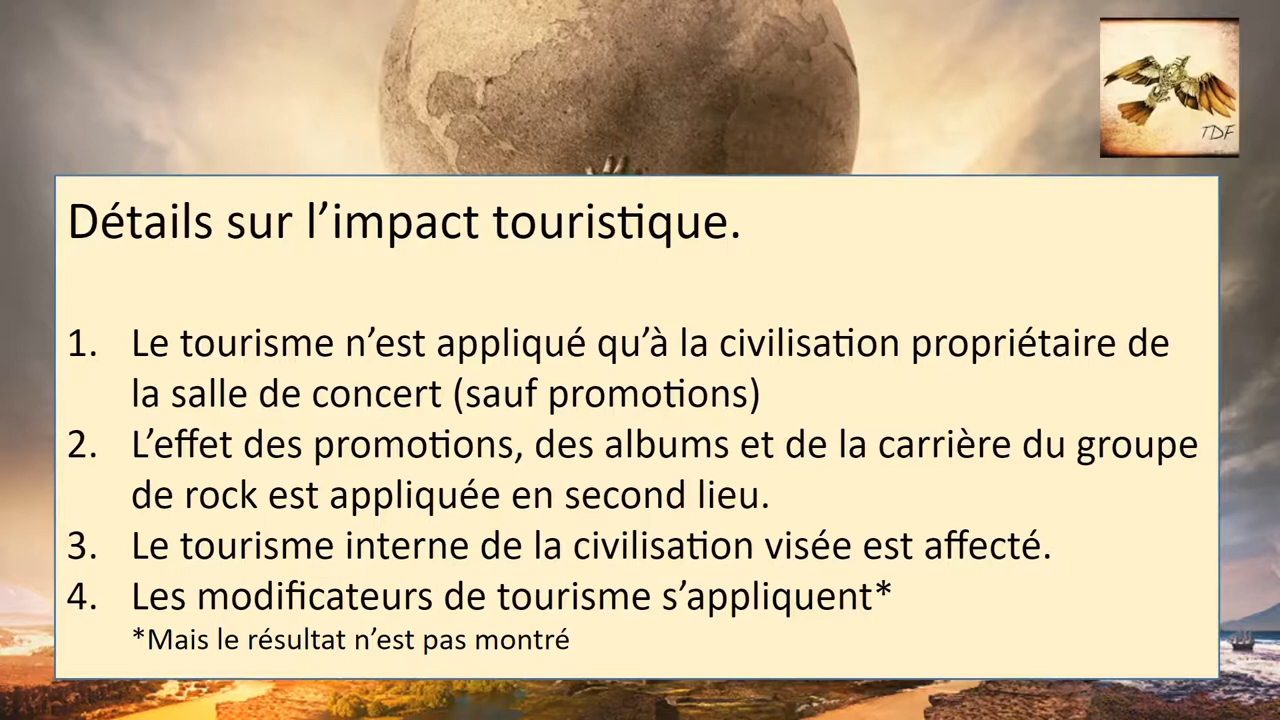 TDF
Détails sur l’impact touristique.
1. Le tourisme n’est appliqué qu’à la civilisation propriétaire de
la salle de concert (sauf promotions)
2. L’effet des promotions, des albums et de la carrière du groupe
de rock est appliquée en second lieu.
3. Le tourisme interne de la civilisation visée est affecté.
4. Les modificateurs de tourisme s’appliquent*
*Mais le résultat n’est pas montré